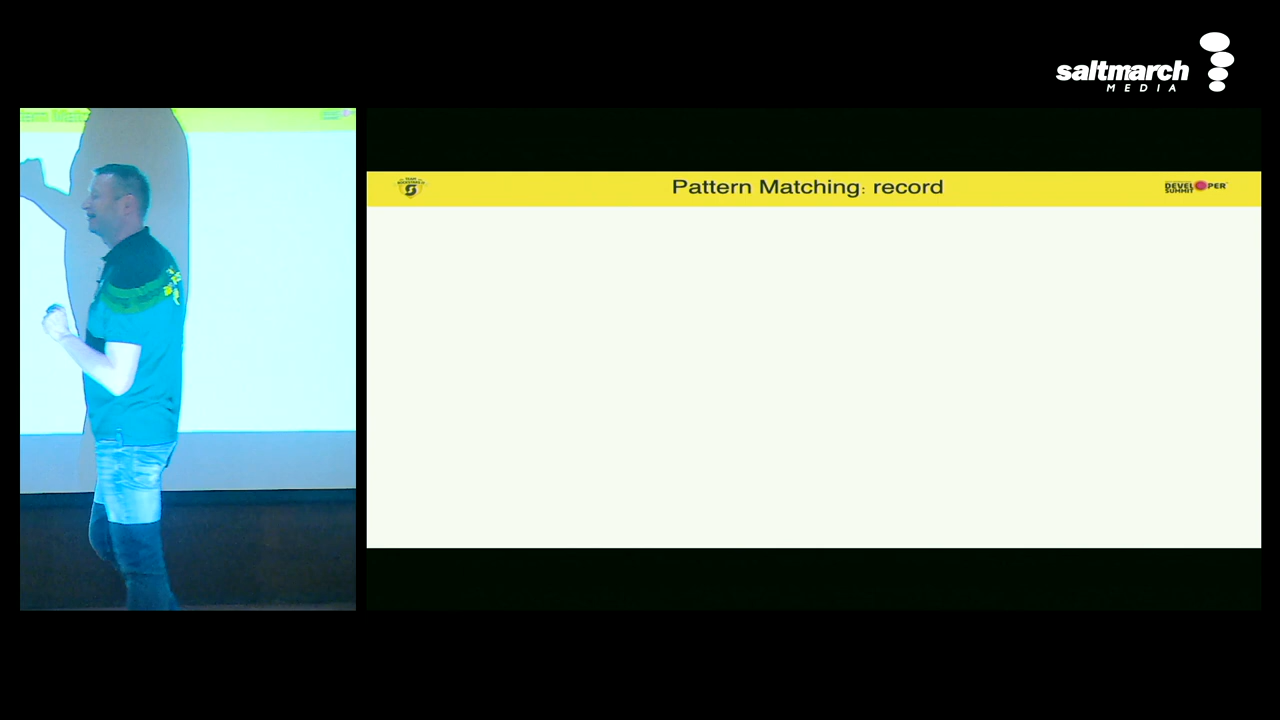 saltmarch
MEDIA
Pattern Matching: record
DEVELOPER
SUMMIT